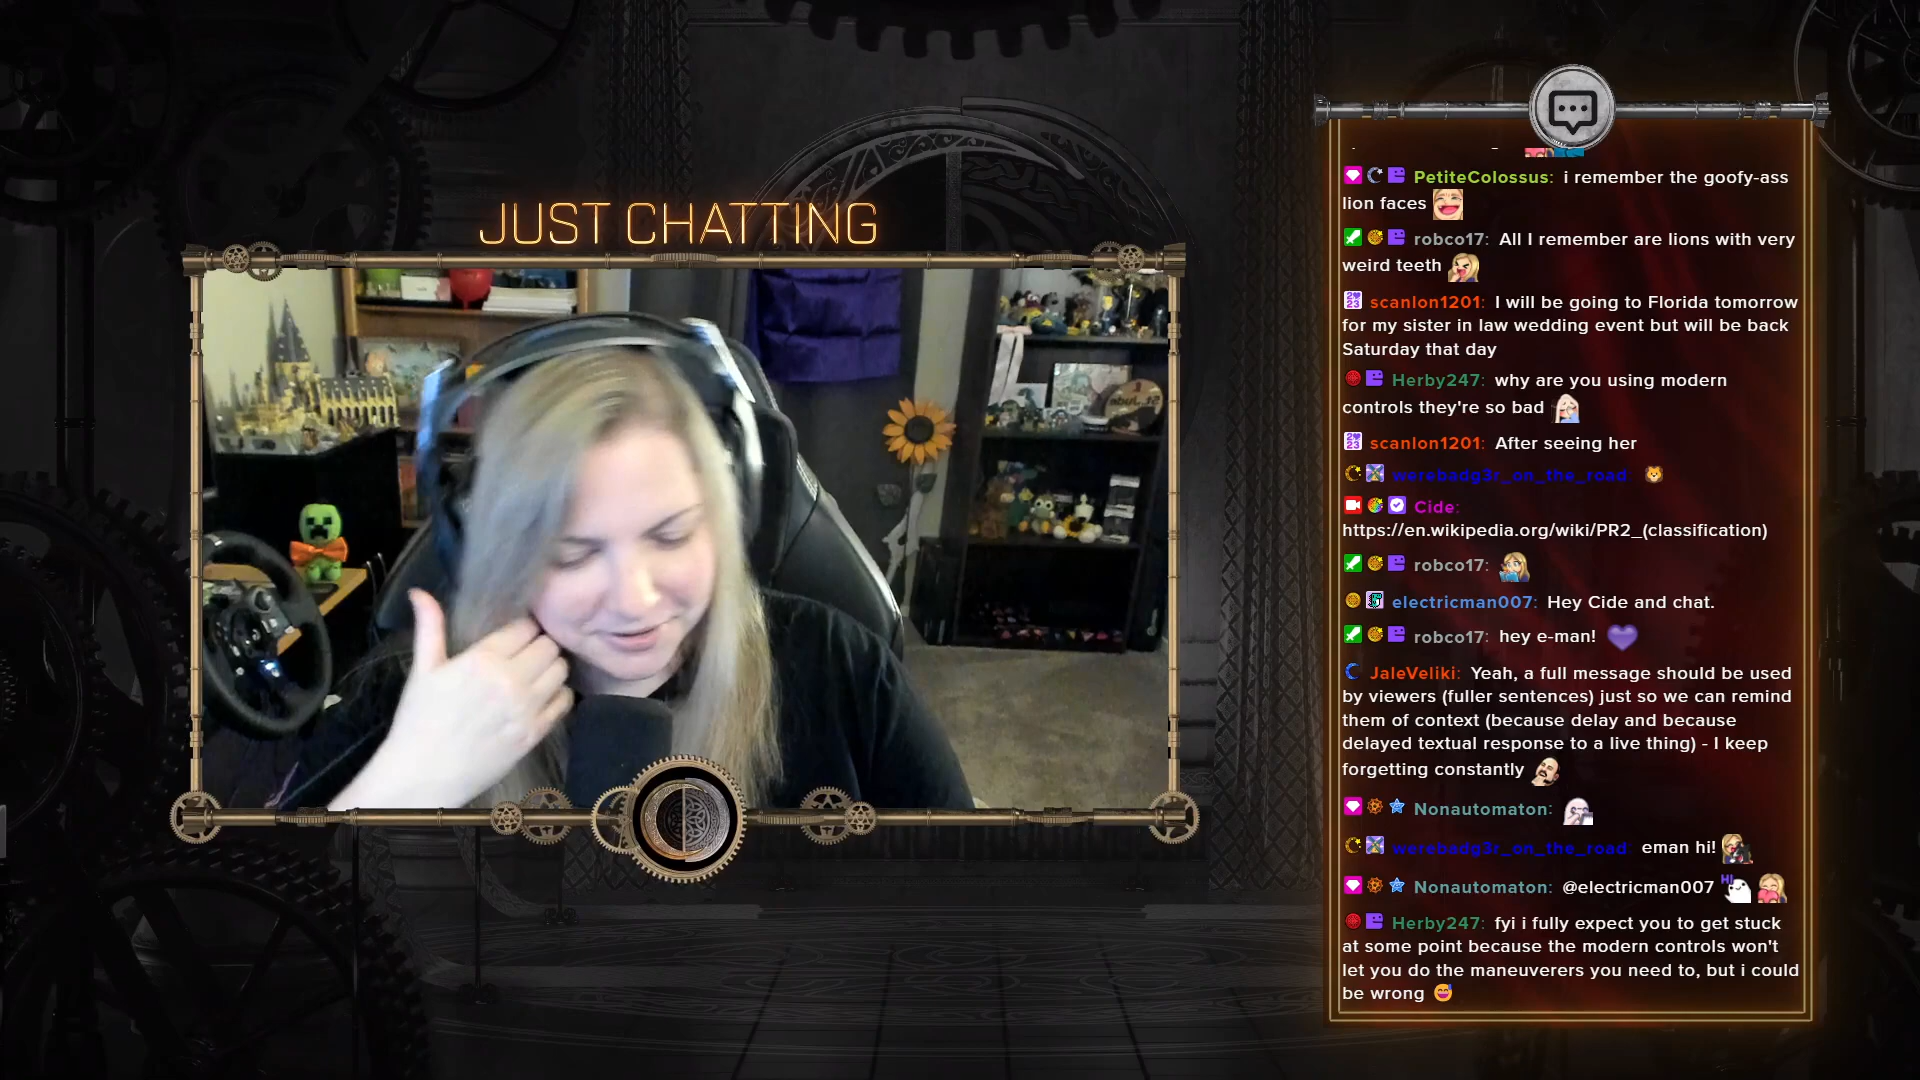 JUST CHATTING
PetiteColossus: i remember the goofy-ass
lion faces
robco17: All I remember are lions with very
weird teeth
scanlon1201: I will be going to Florida tomorrow
for my sister in law wedding event but will be back
Saturday that day
Herby247: why are you using modern
controls they're so bad
scanlon1201: After seeing her
werebadg3r_on_the_road:
Cide:
https://en.wikipedia.org/wiki/PR2_(classification)
robco17:
electricman007: Hey Cide and chat.
robco17: hey e-man!
JaleVeliki: Yeah, a full message should be used
by viewers (fuller sentences) just so we can remind
them of context (because delay and because
delayed textual response to a live thing) - I keep
forgetting constantly
Nonautomaton:
werebadg3r_on_the_road: eman hi!
Nonautomaton: @electricman007 HI
Herby247: fyi i fully expect you to get stuck
at some point because the modern controls won't
let you do the maneuverers you need to, but i could
be wrong